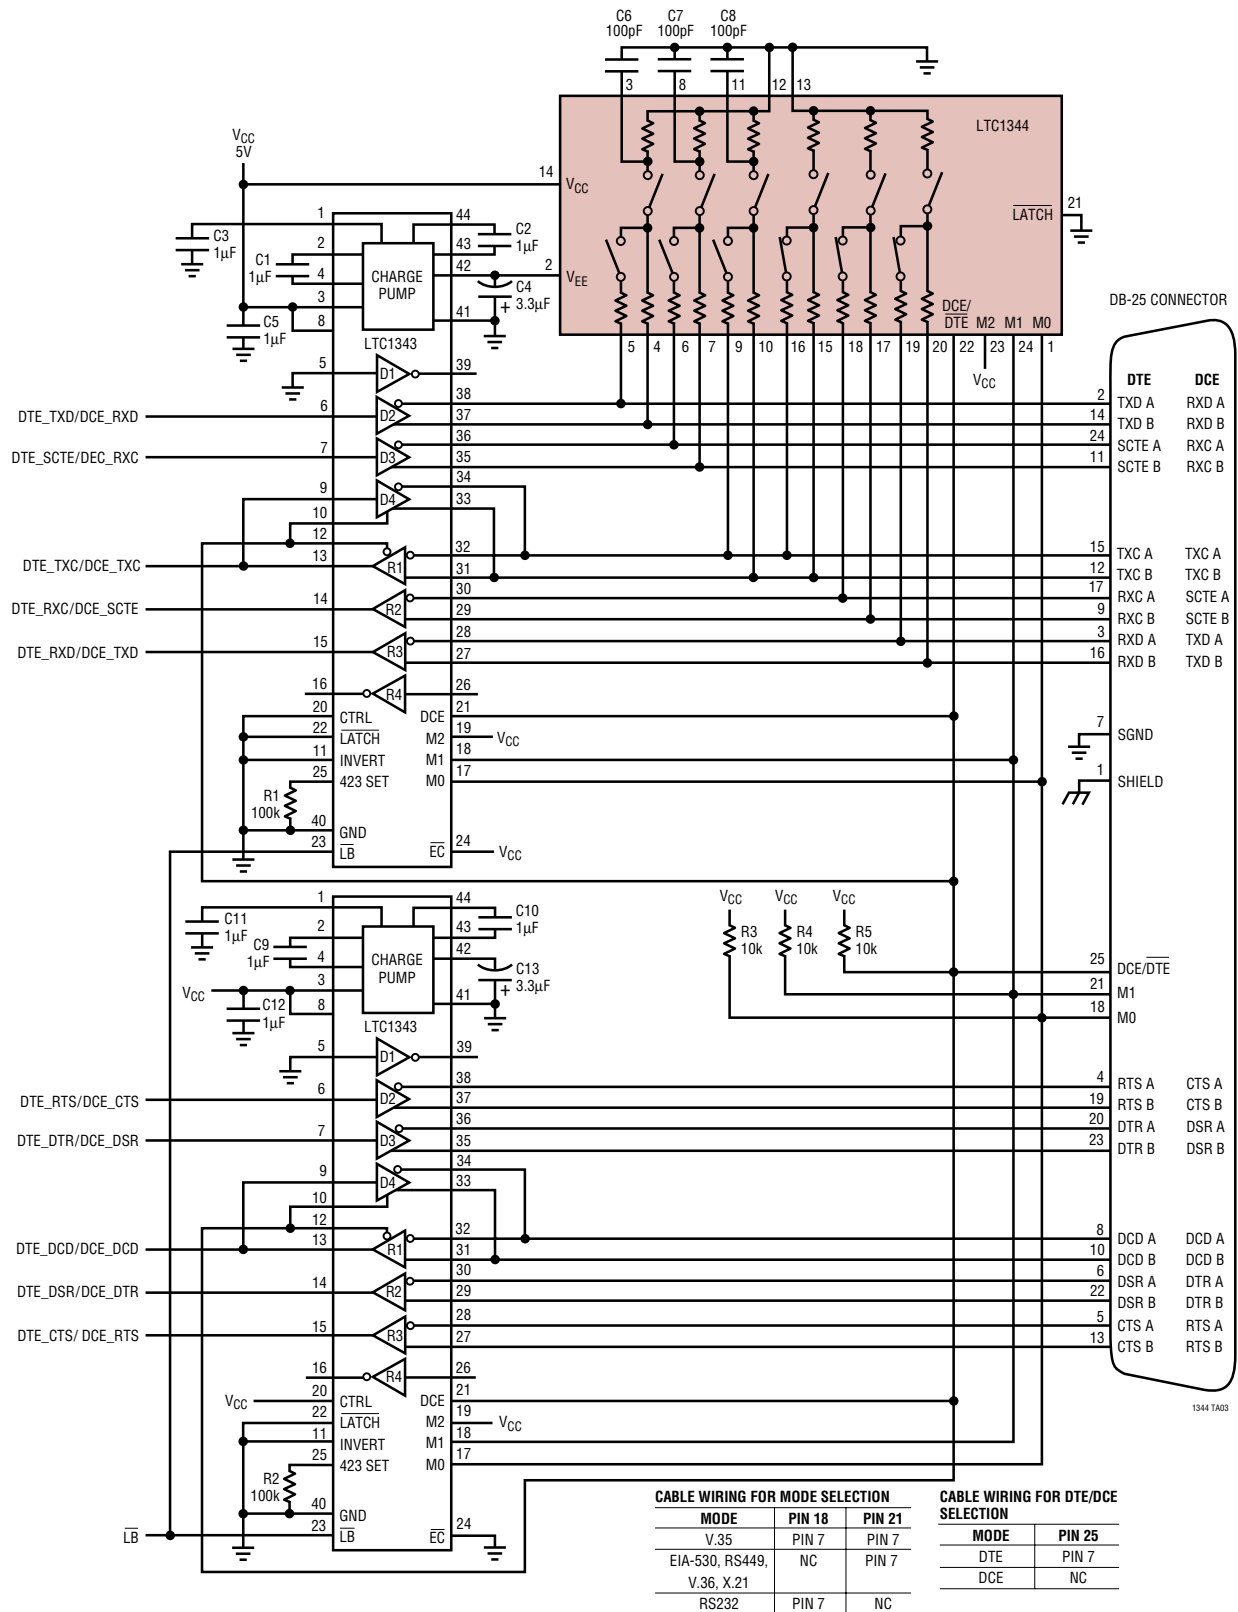 C6 C7 C8
100pF 100pF 100pF
3 8 11 12 13
LTC1344
VCC
5V
14 VCC
21
LATCH
2 VEE
DCE/
DTE M2 M1 M0
5 4 6 7 9 10 16 15 18 17 19 20 22 23 24 1
VCC
1 44
C3
1µF
C2
1µF
2 43
C1
1µF
4 42
CHARGE
PUMP
C4
3.3µF
+
3 41
8
C5
1µF
LTC1343
DB-25 CONNECTOR
DTE DCE
5 D1 39
DTE_TXD/DCE_RXD 6 D2 38 2 TXD A RXD A
37 14 TXD B RXD B
DTE_SCTE/DEC_RXC 7 D3 36 24 SCTE A RXC A
35 11 SCTE B RXC B
9 D4 34
10 33
12
DTE_TXC/DCE_TXC 13 R1 32 15 TXC A TXC A
31 12 TXC B TXC B
DTE_RXC/DCE_SCTE 14 R2 30 17 RXC A SCTE A
29 9 RXC B SCTE B
DTE_RXD/DCE_TXD 15 R3 28 3 RXD A TXD A
27 16 RXD B TXD B
16 R4 26
20 CTRL DCE 21
22 LATCH M2 19 VCC
11 INVERT M1 18
25 423 SET M0 17
R1
100k
40 GND
23 LB EC 24 VCC
7 SGND
1 SHIELD
1 44
C11
1µF
C10
1µF
2 43
C9
1µF
4 42
CHARGE
PUMP
C13
3.3µF
+
VCC 3 41
8
C12
1µF
LTC1343
VCC VCC VCC
R3
10k
R4
10k
R5
10k
25 DCE/DTE
21 M1
18 M0
5 D1 39
DTE_RTS/DCE_CTS 6 D2 38 4 RTS A CTS A
37 19 RTS B CTS B
DTE_DTR/DCE_DSR 7 D3 36 20 DTR A DSR A
35 23 DTR B DSR B
9 D4 34
10 33
12
DTE_DCD/DCE_DCD 13 R1 32 8 DCD A DCD A
31 10 DCD B DCD B
DTE_DSR/DCE_DTR 14 R2 30 6 DSR A DTR A
29 22 DSR B DTR B
DTE_CTS/ DCE_RTS 15 R3 28 5 CTS A RTS A
27 13 CTS B RTS B
16 R4 26
VCC 20 CTRL DCE 21
22 LATCH M2 19 VCC
11 INVERT M1 18
25 423 SET M0 17
R2
100k
40 GND
LB 23 LB EC 24
1344 TA03
CABLE WIRING FOR MODE SELECTION
MODE PIN 18 PIN 21
V.35 PIN 7 PIN 7
EIA-530, RS449, NC PIN 7
V.36, X.21
RS232 PIN 7 NC
CABLE WIRING FOR DTE/DCE
SELECTION
MODE PIN 25
DTE PIN 7
DCE NC